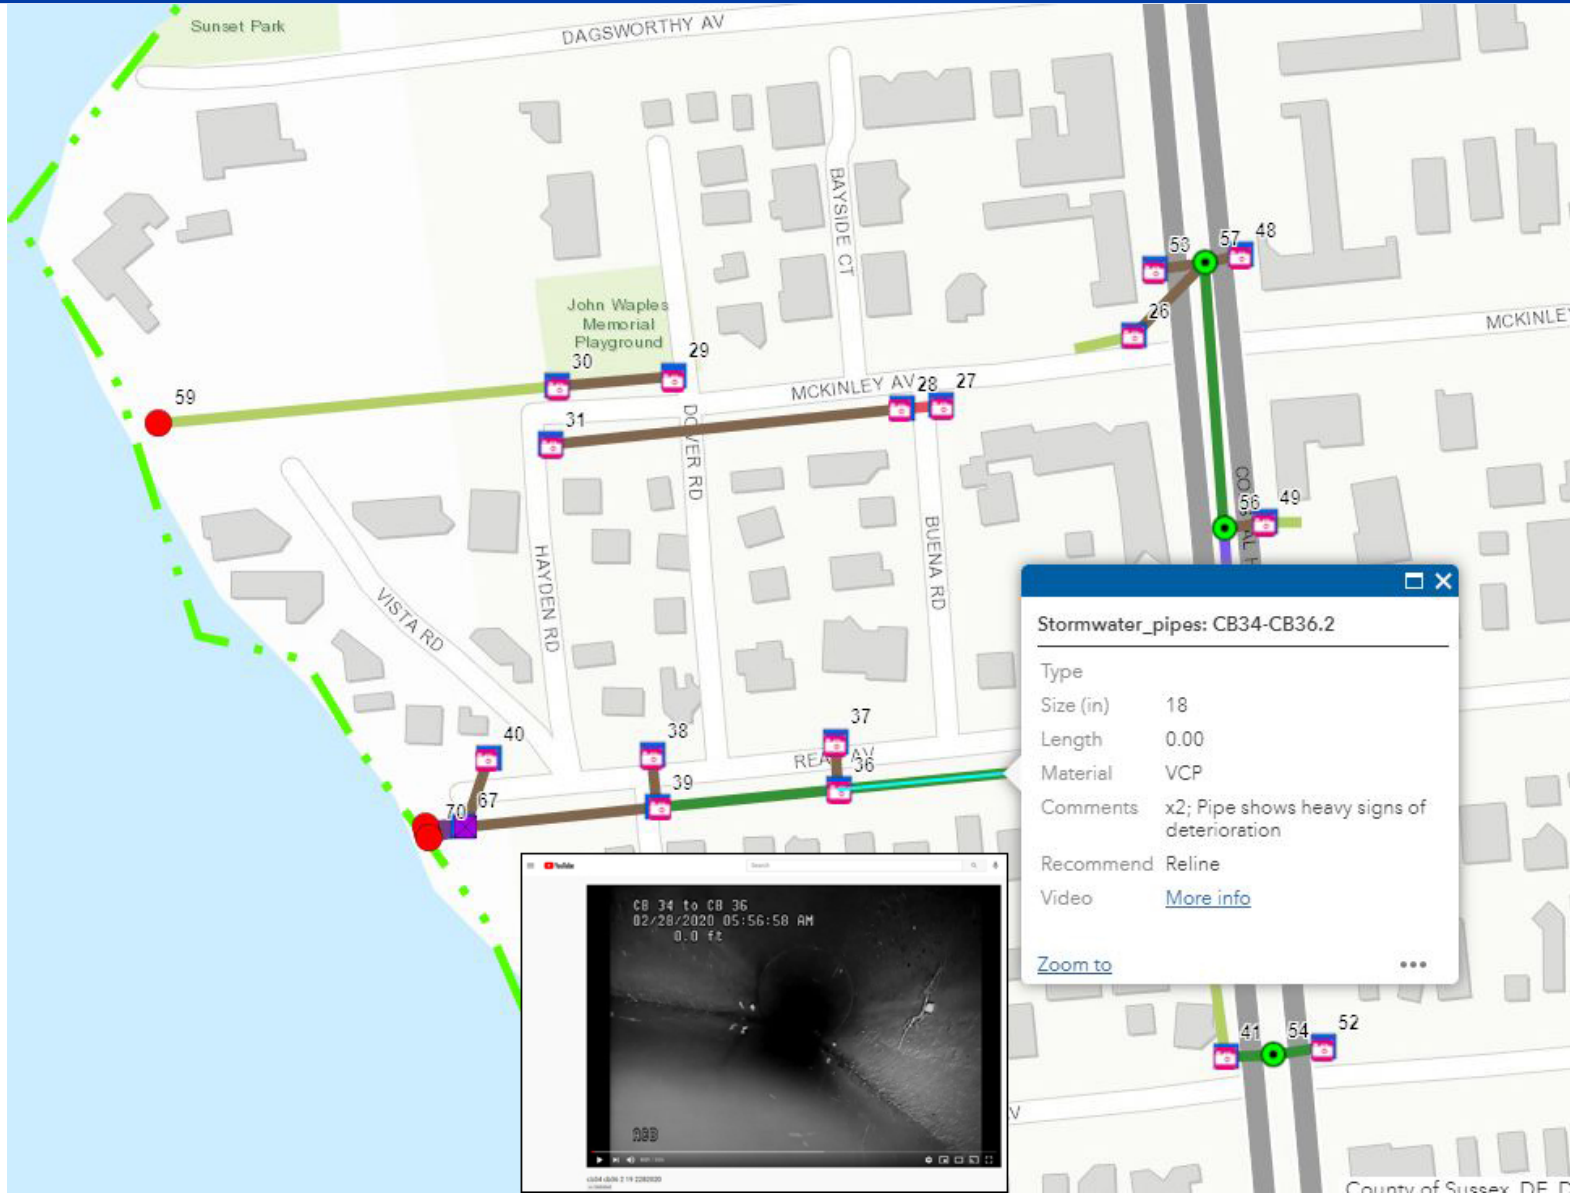 Sunset Park
DAGSWORTHY AV
BAYSIDE CT
53
57
48
26
MCKINLEY
John Waples
Memorial
Playground
30
29
59
MCKINLEY AV
28
27
31
DOVER RD
56
49
HAYDEN RD
BUENA RD
VISTA RD
Stormwater_pipes: CB34-CB36.2
Type
Size (in) 18
Length 0.00
Material VCP
Comments x2; Pipe shows heavy signs of
deterioration
Recommend Reline
Video More info
Zoom to
40
38
37
36
39
67
70
YouTube
Search
CB 34 to CB 36
02/28/2020 05:56:58 AM
0.0 ft
41
54
52
County of Sussex, DE, D